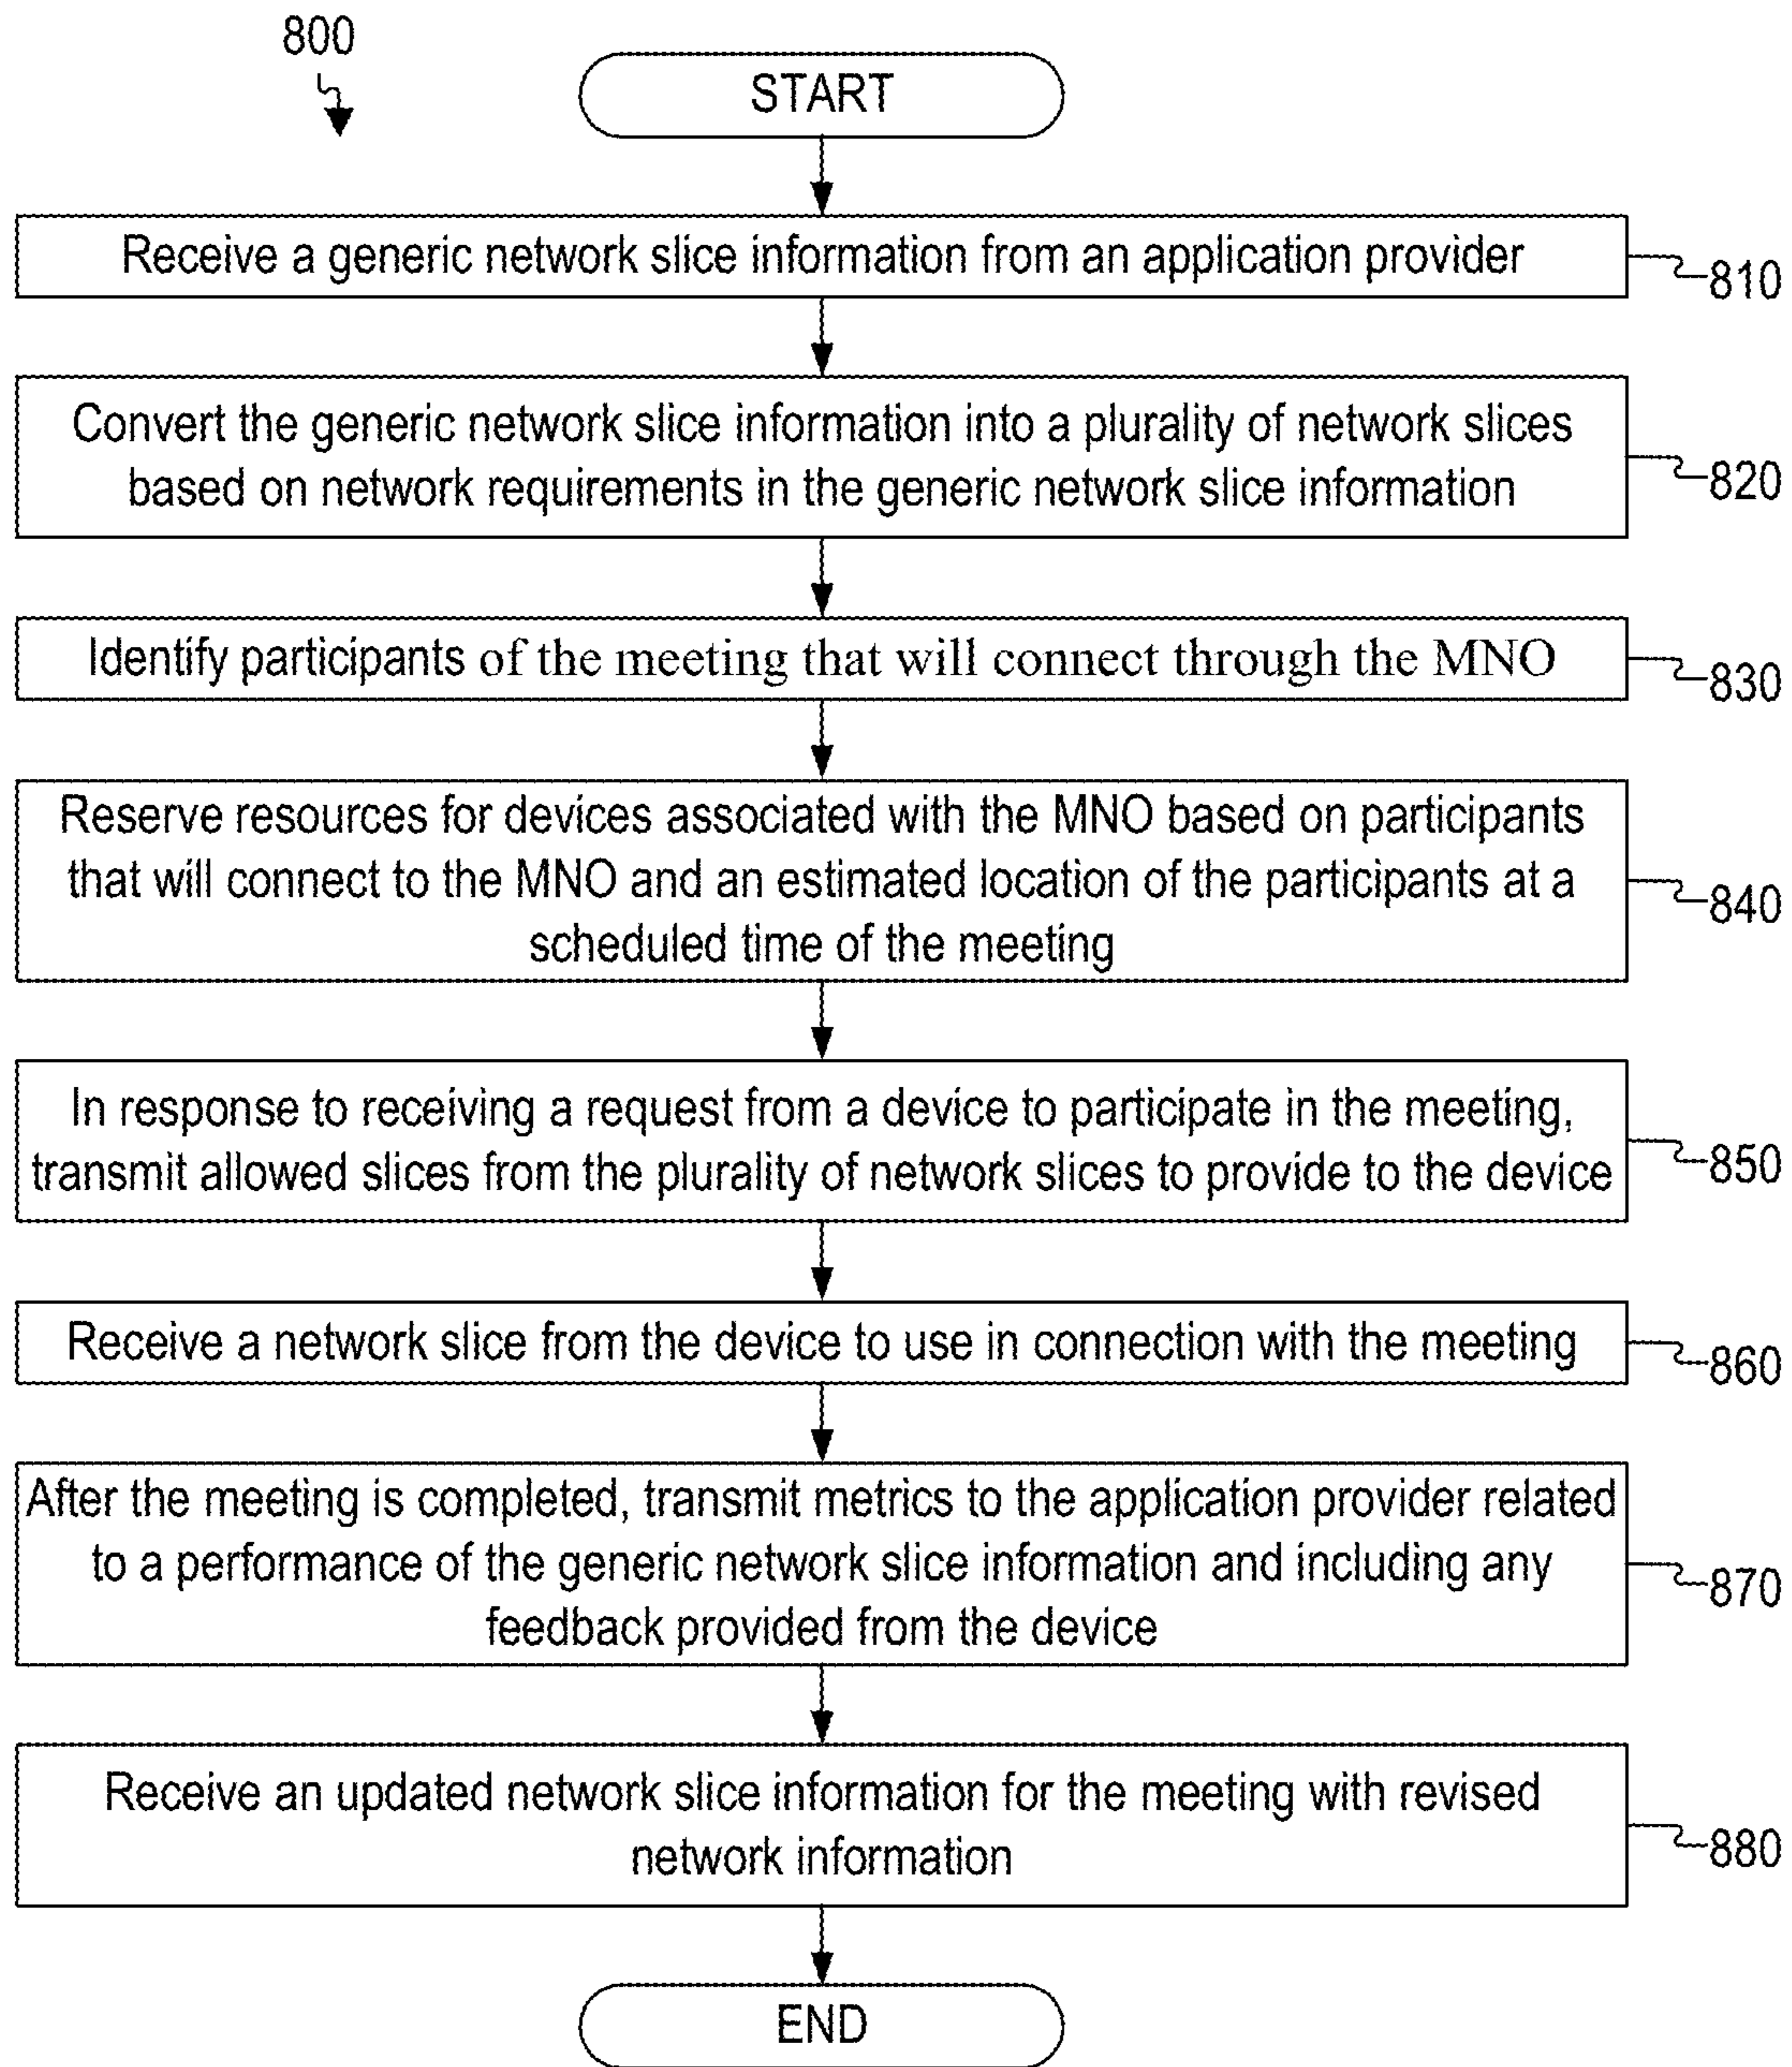 800
START
Receive a generic network slice information from an application provider
810
Convert the generic network slice information into a plurality of network slices
based on network requirements in the generic network slice information
820
Identify participants of the meeting that will connect through the MNO
830
Reserve resources for devices associated with the MNO based on participants
that will connect to the MNO and an estimated location of the participants at a
scheduled time of the meeting
840
In response to receiving a request from a device to participate in the meeting,
transmit allowed slices from the plurality of network slices to provide to the device
850
Receive a network slice from the device to use in connection with the meeting
860
After the meeting is completed, transmit metrics to the application provider related
to a performance of the generic network slice information and including any
feedback provided from the device
870
Receive an updated network slice information for the meeting with revised
network information
880
END